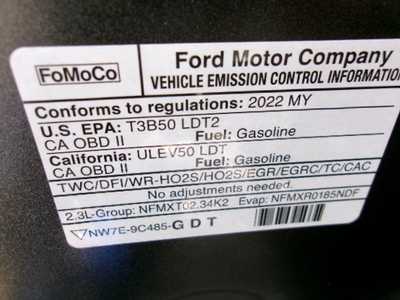 FoMoCo
Ford Motor Company
VEHICLE EMISSION CONTROL INFORMATION
Conforms to regulations: 2022 MY
U.S. EPA: T3B50 LDT2
CA OBD II Fuel: Gasoline
California: ULEV50 LDT
CA OBD II Fuel: Gasoline
TWC/DFI/WR-HO2S/HO2S/EGR/EGRC/TC/CAC
No adjustments needed.
2.3L-Group: NFMXT02.34K2 Evap: NFMXR0185NDF
NW7E-9C485-G D T